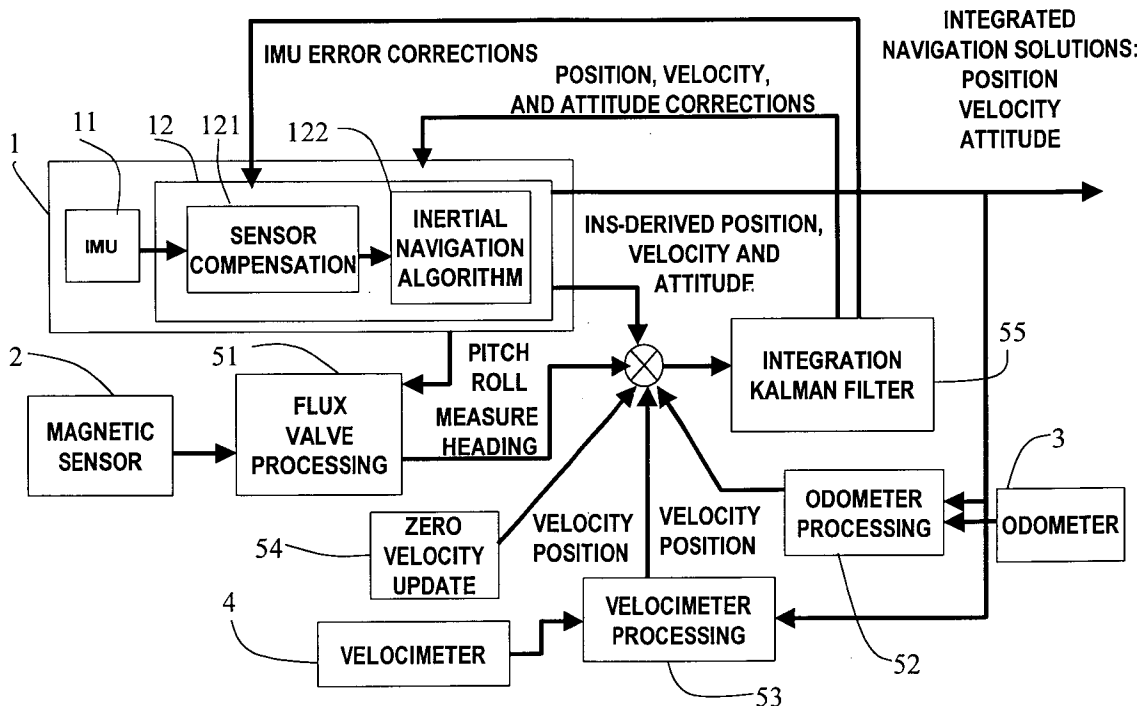 INTEGRATED
NAVIGATION SOLUTIONS:
POSITION
VELOCITY
ATTITUDE
IMU ERROR CORRECTIONS
POSITION, VELOCITY,
AND ATTITUDE CORRECTIONS
1
11
12
121
122
IMU
SENSOR
COMPENSATION
INERTIAL
NAVIGATION
ALGORITHM
INS-DERIVED POSITION,
VELOCITY AND
ATTITUDE
2
51
PITCH
ROLL
MEASURE
HEADING
MAGNETIC
SENSOR
FLUX
VALVE
PROCESSING
INTEGRATION
KALMAN FILTER
55
3
ODOMETER
PROCESSING
ODOMETER
52
54
ZERO
VELOCITY
UPDATE
VELOCITY
POSITION
VELOCITY
POSITION
4
VELOCIMETER
VELOCIMETER
PROCESSING
53